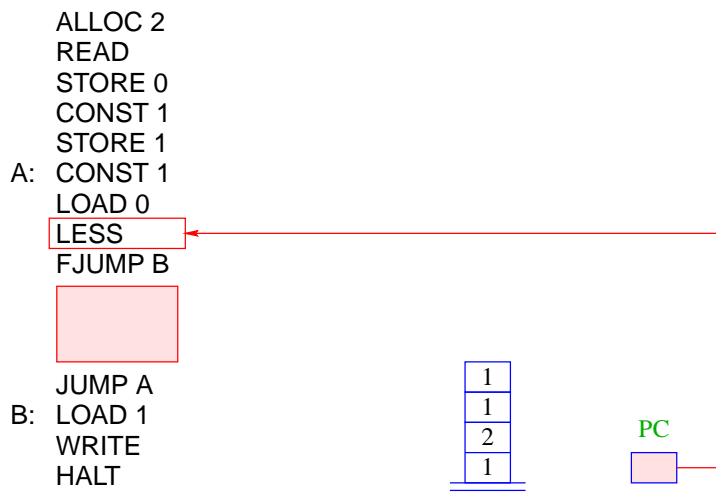 ALLOC 2
READ
STORE 0
CONST 1
STORE 1
A: CONST 1
LOAD 0
LESS
FJUMP B
JUMP A
B: LOAD 1
WRITE
HALT
1
1
2
1
PC